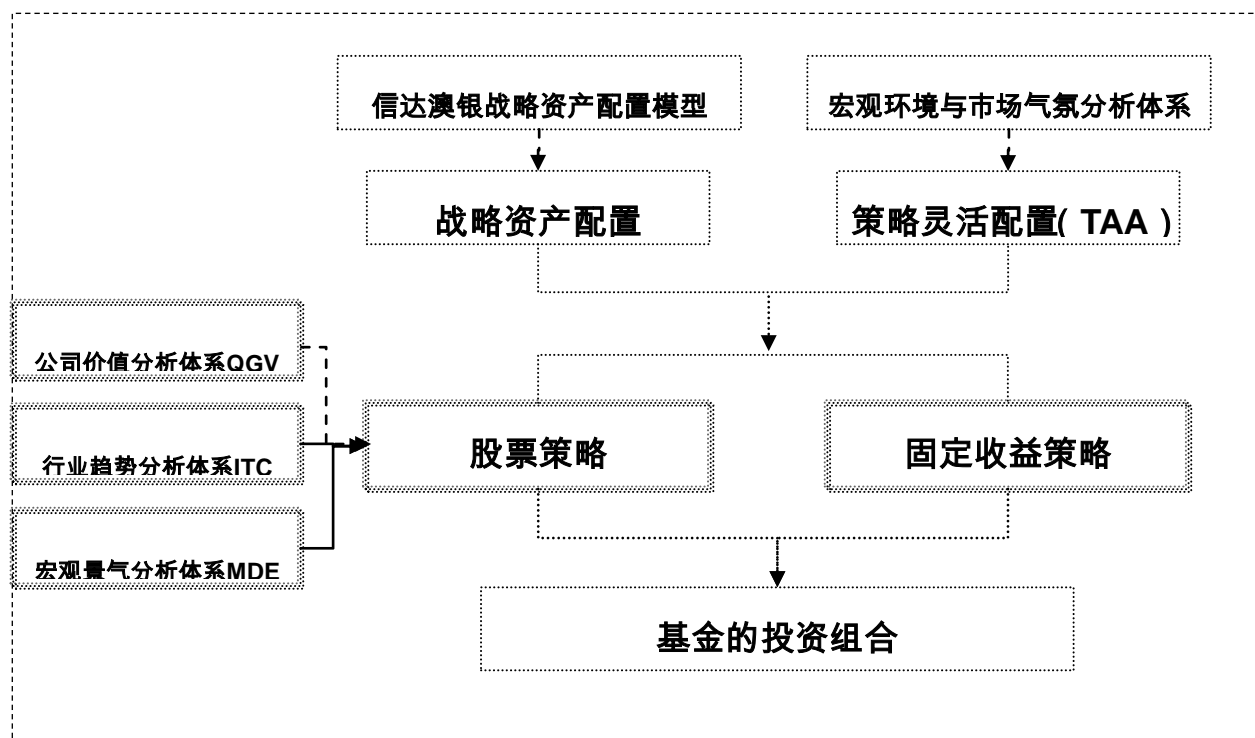 信达澳银战略资产配置模型
宏观环境与市场气氛分析体系
战略资产配置
策略灵活配置( TAA )
公司价值分析体系QGV
行业趋势分析体系ITC
宏观景气分析体系MDE
股票策略
固定收益策略
基金的投资组合